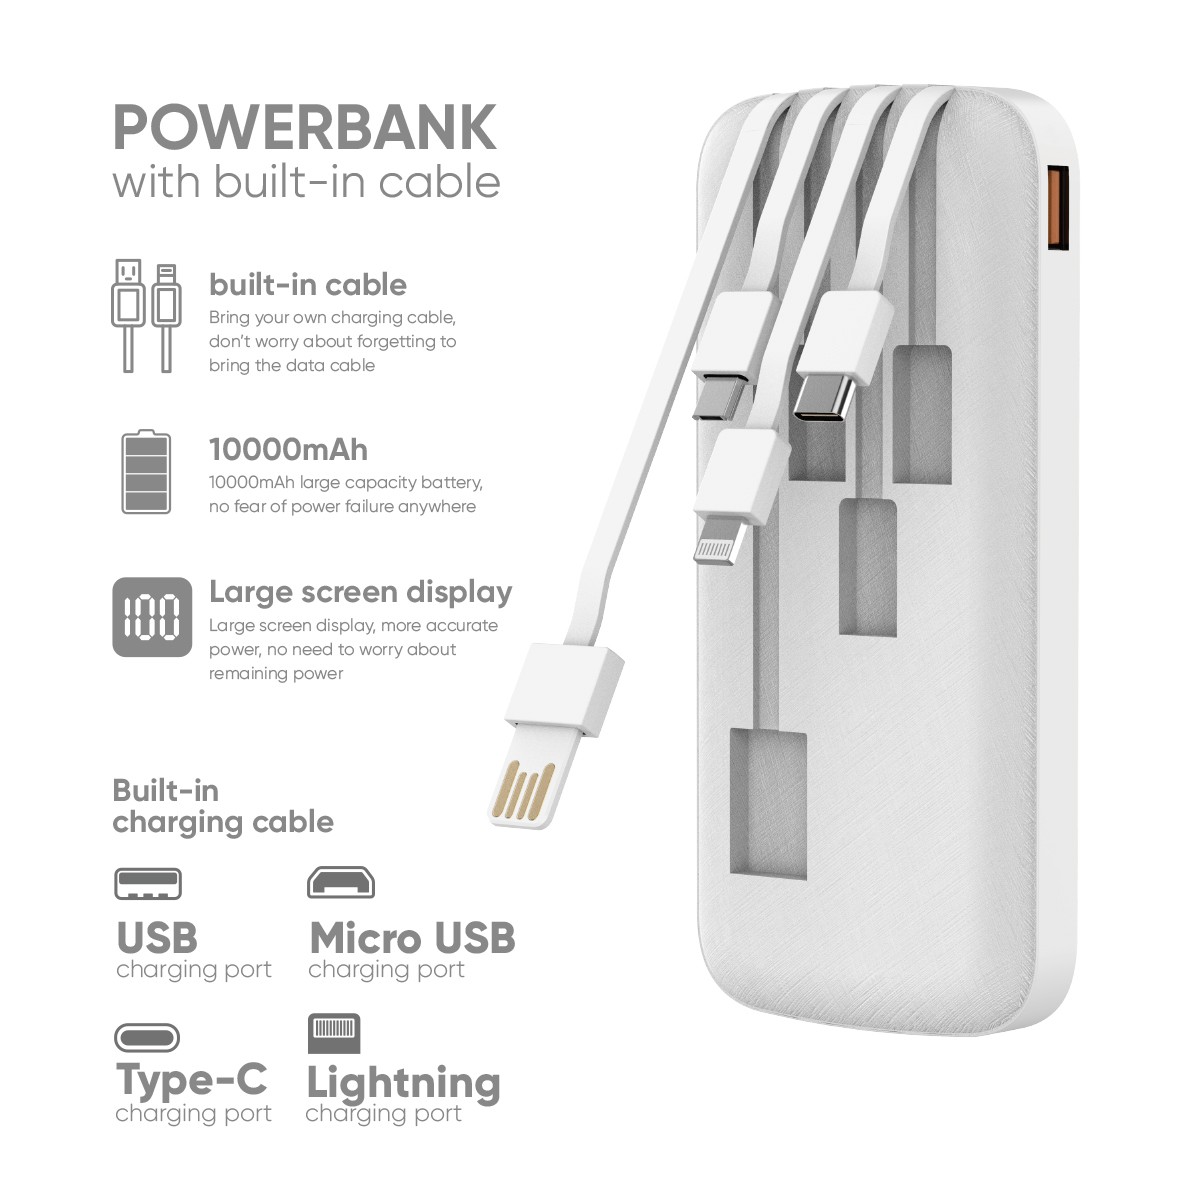 POWERBANK
with built-in cable
built-in cable
Bring your own charging cable,
don't worry about forgetting to
bring the data cable
10000mAh
10000mAh large capacity battery,
no fear of power failure anywhere
100
Large screen display
Large screen display, more accurate
power, no need to worry about
remaining power
Built-in
charging cable
USB
charging port
Micro USB
charging port
Type-C
charging port
Lightning
charging port